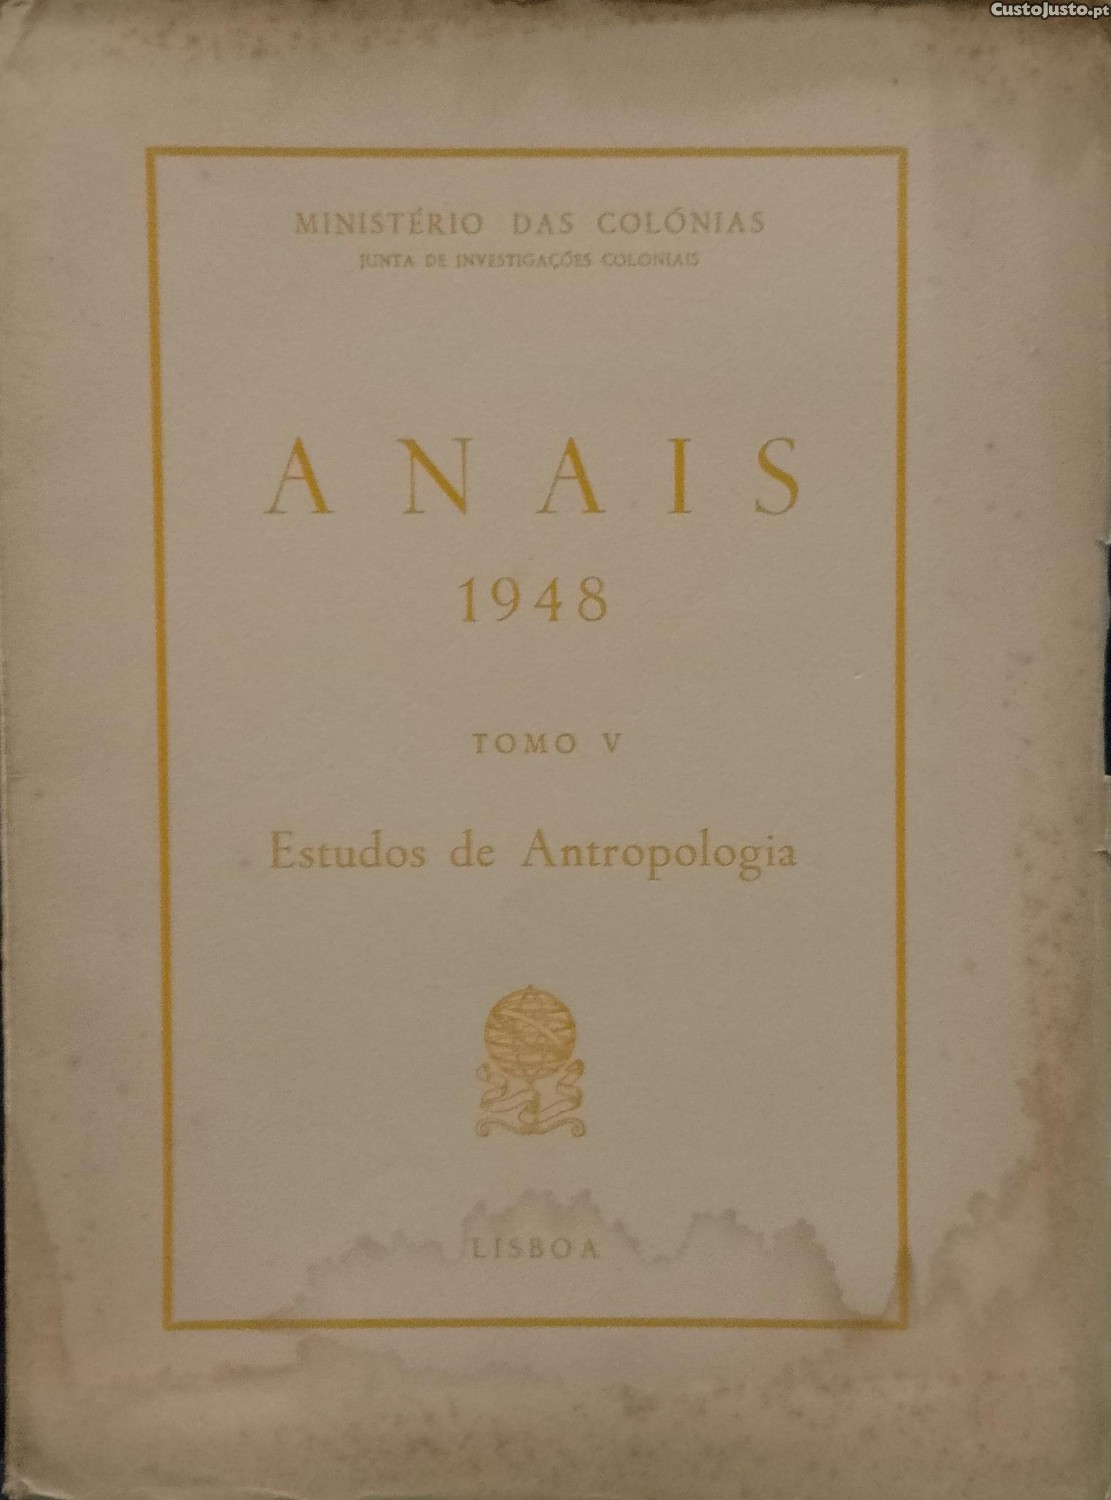 CustoJusto.pt
MINISTÉRIO DAS COLÓNIAS
JUNTA DE INVESTIGAÇÕES COLONIAIS
ANAIS
1948
TOMO V
Estudos de Antropologia
LISBOA